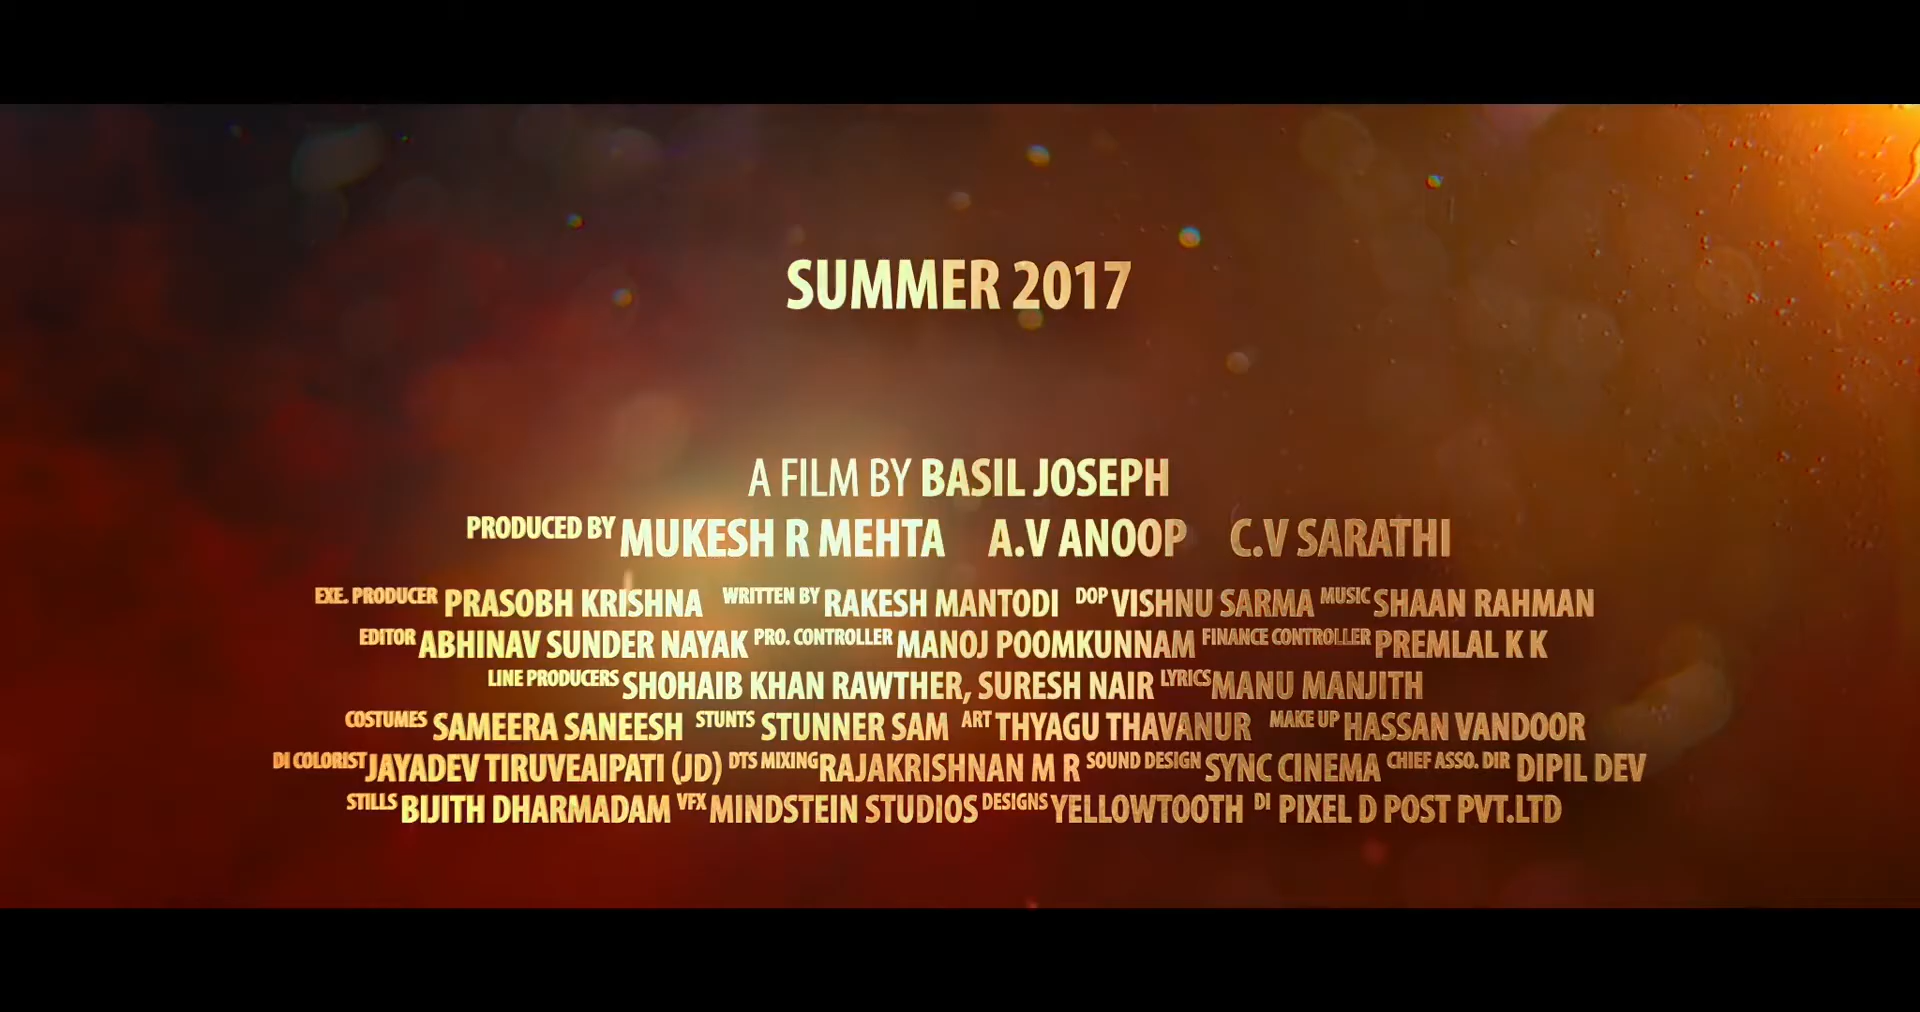 SUMMER 2017
A FILM BY BASIL JOSEPH
PRODUCED BY MUKESH R MEHTA A.V ANOOP C.V SARATHI
EXE. PRODUCER PRASOBH KRISHNA WRITTEN BY RAKESH MANTODI DOP VISHNU SARMA MUSIC SHAAN RAHMAN
EDITOR ABHINAV SUNDER NAYAK PRO. CONTROLLER MANOJ POOMKUNNAM FINANCE CONTROLLER PREMLAL K K
LINE PRODUCERS SHOHAIB KHAN RAWTHER, SURESH NAIR LYRICS MANU MANJITH
COSTUMES SAMEERA SANEESH STUNTS STUNNER SAM ART THYAGU THAVANUR MAKE UP HASSAN VANDOOR
DI COLORIST JAYADEV TIRUVEAIPATI (JD) DTS MIXING RAJAKRISHNAN M R SOUND DESIGN SYNC CINEMA CHIEF ASSO. DIR DIPIL DEV
STILLS BIJITH DHARMADAM VFX MINDSTEIN STUDIOS DESIGNS YELLOWTOOTH DI PIXEL D POST PVT.LTD